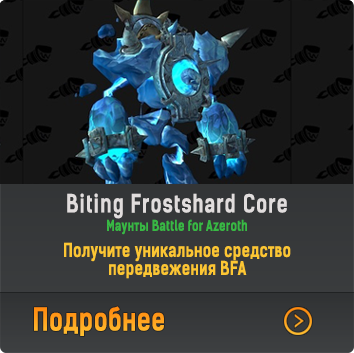 Biting Frostshard Core
Маунты Battle for Azeroth
Получите уникальное средство
передвежения BFA
Подробнее